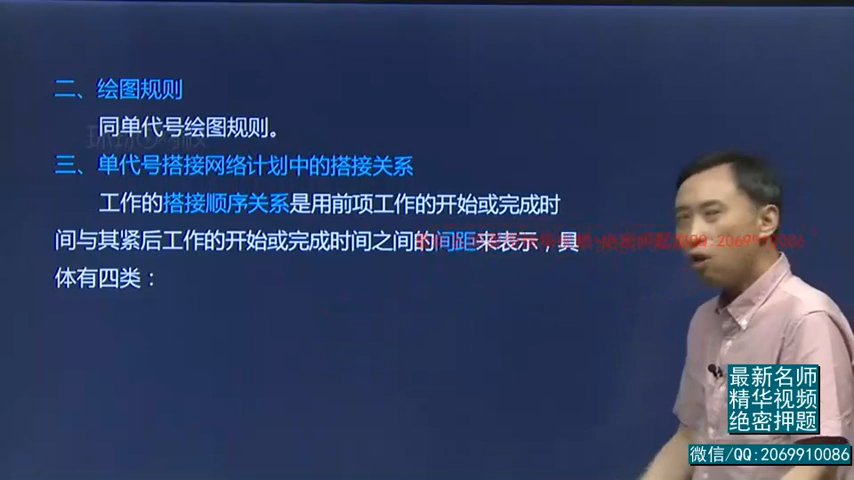 二、绘图规则
同单代号绘图规则。
三、单代号搭接网络计划中的搭接关系
工作的搭接顺序关系是用前项工作的开始或完成时
间与其紧后工作的开始或完成时间之间的间距来表示，具
体有四类：
最新名师
精华视频
绝密押题
微信/QQ:2069910086